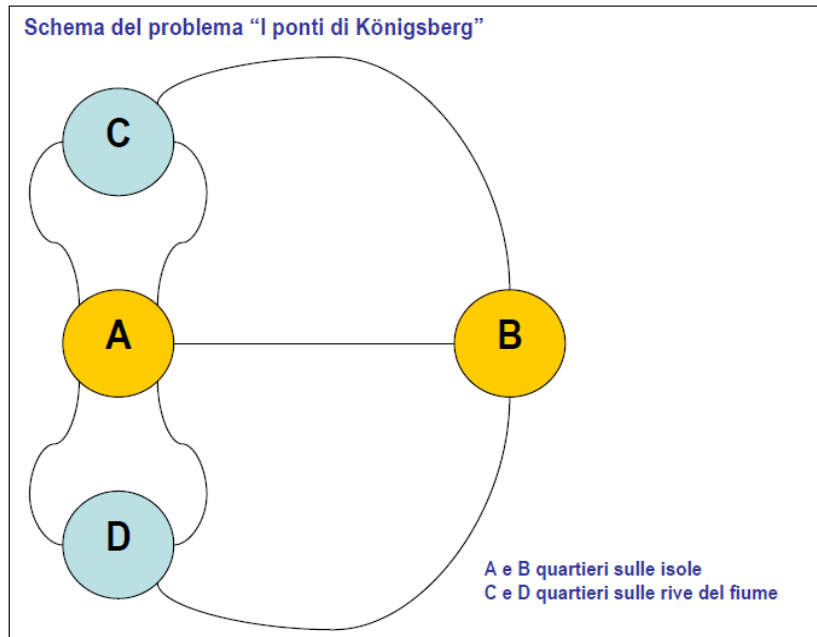 Schema del problema “I ponti di Königsberg”
C
A
B
D
A e B quartieri sulle isole
C e D quartieri sulle rive del fiume